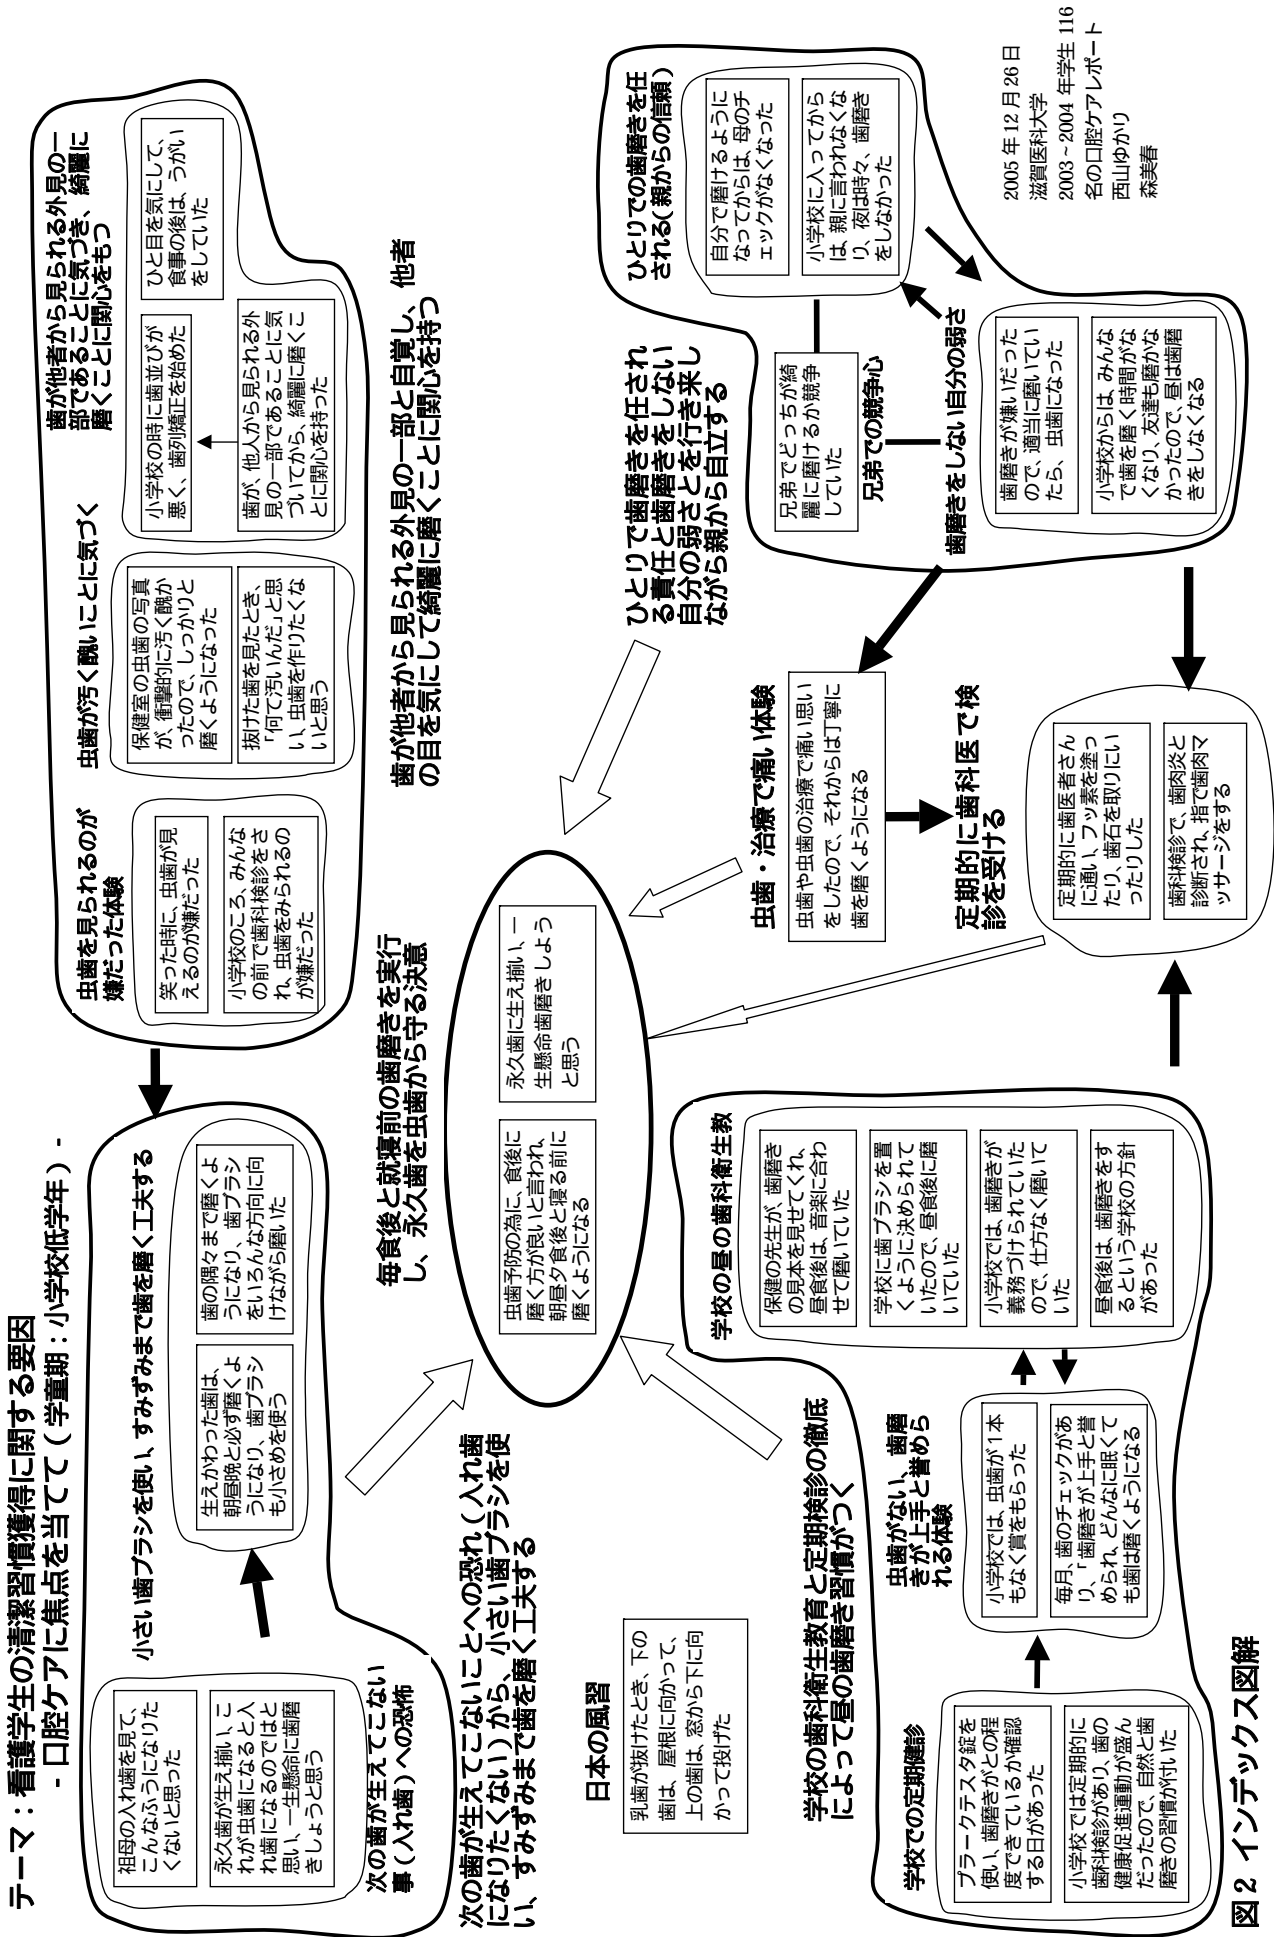 テーマ：看護学生の清潔習慣獲得に関する要因
- 口腔ケアに焦点を当てて（学童期：小学校低学年）-
小さい歯ブラシを使い、すみずみまで歯を磨く工夫する
祖母の入れ歯を見て、
こんなふうになりたく
ないと思った
永久歯が生え揃い、こ
れが虫歯になると入
れ歯になるのではと
思い、一生懸命に歯磨
きしようと思う
次の歯が生えてこない
事（入れ歯）への恐怖
生えかわった歯は、
朝昼晩と必ず磨くよ
うになり、歯ブラシ
も小さめを使う
歯の隅々まで磨くよ
うになり、歯ブラシ
をいろんな方向に向
けながら磨いた
次の歯が生えてこないことへの恐れ（入れ歯
になりたくない）から、小さい歯ブラシを使
い、すみずみまで歯を磨く工夫する
虫歯を見られるのが
嫌だった体験
笑った時に、虫歯が見
えるのが嫌だった
小学校のころ、みんな
の前で歯科検診をさ
れ、虫歯をみられるの
が嫌だった
虫歯が汚く醜いことに気づく
保健室の虫歯の写真
が、衝撃的に汚く醜か
ったので、しっかりと
磨くようになった
抜けた歯を見たとき、
「何て汚いんだ」と思
い、虫歯を作りたくな
いと思う
歯が他者から見られる外見の一
部であることに気づき、綺麗に
磨くことに関心をもつ
小学校の時に歯並びが
悪く、歯列矯正を始めた
ひと目を気にして、
食事の後は、うがい
をしていた
歯が、他人から見られる外
見の一部であることに気
づいてから、綺麗に磨くこ
とに関心を持った
歯が他者から見られる外見の一部と自覚し、他者
の目を気にして綺麗に磨くことに関心を持つ
毎食後と就寝前の歯磨きを実行
し、永久歯を虫歯から守る決意
虫歯予防の為に、食後に
磨く方が良いと言われ、
朝昼夕食後と寝る前に
磨くようになる
永久歯に生え揃い、一
生懸命歯磨きしよう
と思う
日本の風習
乳歯が抜けたとき、下の
歯は、屋根に向かって、
上の歯は、窓から下に向
かって投げた
ひとりで歯磨きを任され
る責任と歯磨きをしない
自分の弱さとを行き来し
ながら親から自立する
ひとりでの歯磨きを任
される（親からの信頼）
自分で磨けるように
なってからは、母のチ
ェックがなくなった
小学校に入ってから
は、親に言われなくな
り、夜は時々、歯磨き
をしなかった
兄弟でどっちが綺
麗に磨けるか競争
していた
兄弟での競争心
歯磨きをしない自分の弱さ
歯磨きが嫌いだった
ので、適当に磨いてい
たら、虫歯になった
小学校からは、みんな
で歯を磨く時間がな
くなり、友達も磨かな
かったので、昼は歯磨
きをしなくなる
虫歯・治療で痛い体験
虫歯や虫歯の治療で痛い思い
をしたので、それからは丁寧に
歯を磨くようになる
定期的に歯科医で検
診を受ける
定期的に歯医者さん
に通い、フッ素を塗っ
たり、歯石を取りにい
ったりした
歯科検診で、歯肉炎と
診断され、指で歯肉マ
ッサージをする
学校の歯科衛生教育と定期検診の徹底
によって昼の歯磨き習慣がつく
学校での定期健診
プラークテスタ錠を
使い、歯磨きがどの程
度できているか確認
する日があった
小学校では定期的に
歯科検診があり、歯の
健康促進運動が盛ん
だったので、自然と歯
磨きの習慣が付いた
虫歯がない、歯磨
きが上手と誉めら
れる体験
小学校では、虫歯が1本
もなく賞をもらった
毎月、歯のチェックがあ
り、「歯磨きが上手と誉
められ、どんなに眠くて
も歯は磨くようになる
学校の昼の歯科衛生教
保健の先生が、歯磨き
の見本を見せてくれ、
昼食後は、音楽に合わ
せて磨いていた
学校に歯ブラシを置
くように決められて
いたので、昼食後に磨
いていた
小学校では、歯磨きが
義務づけられていた
ので、仕方なく磨いて
いた
昼食後は、歯磨きをす
るという学校の方針
があった
2005年12月26日
滋賀医科大学
2003~2004年学生116
名の口腔ケアレポート
西山ゆかり
森美春
図2 インデックス図解